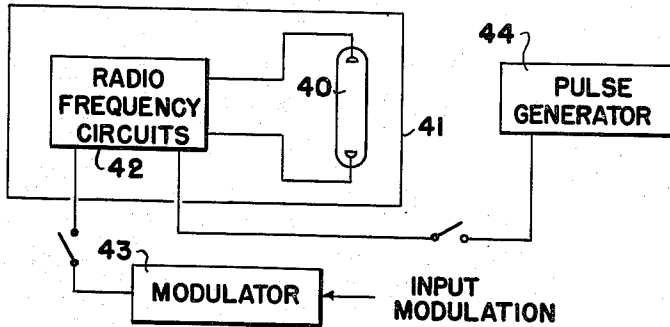 44
RADIO
FREQUENCY
CIRCUITS
40
PULSE
GENERATOR
41
42
43
MODULATOR
INPUT
MODULATION